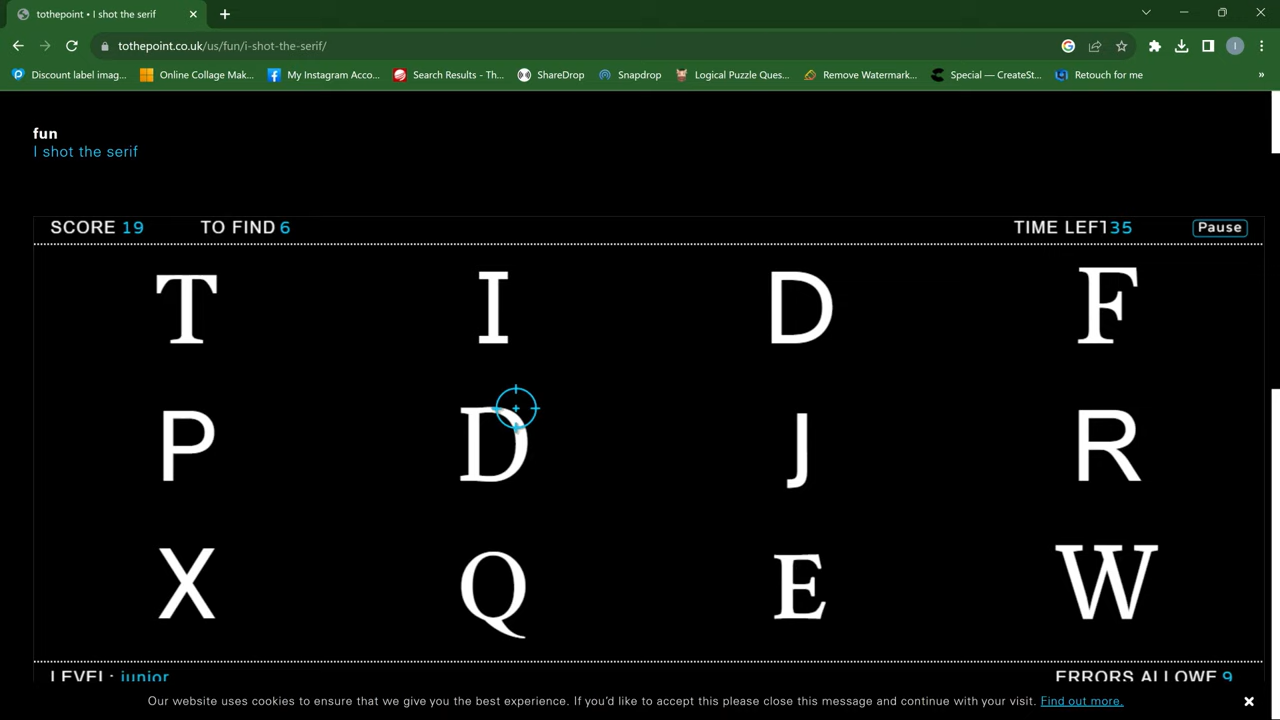 tothepoint • I shot the serif
tothepoint.co.uk/us/fun/i-shot-the-serif/
Discount label imag... Online Collage Mak... My Instagram Acco... Search Results - Th... ShareDrop Snapdrop Logical Puzzle Ques... Remove Watermark... Special — CreateSt... Retouch for me »
fun
I shot the serif
SCORE 19 TO FIND 6 TIME LEFT 35 Pause
T I D F
P D J R
X Q E W
LEVEL: junior ERRORS ALLOWE 9
Our website uses cookies to ensure that we give you the best experience. If you'd like to accept this please close this message and continue with your visit. Find out more.